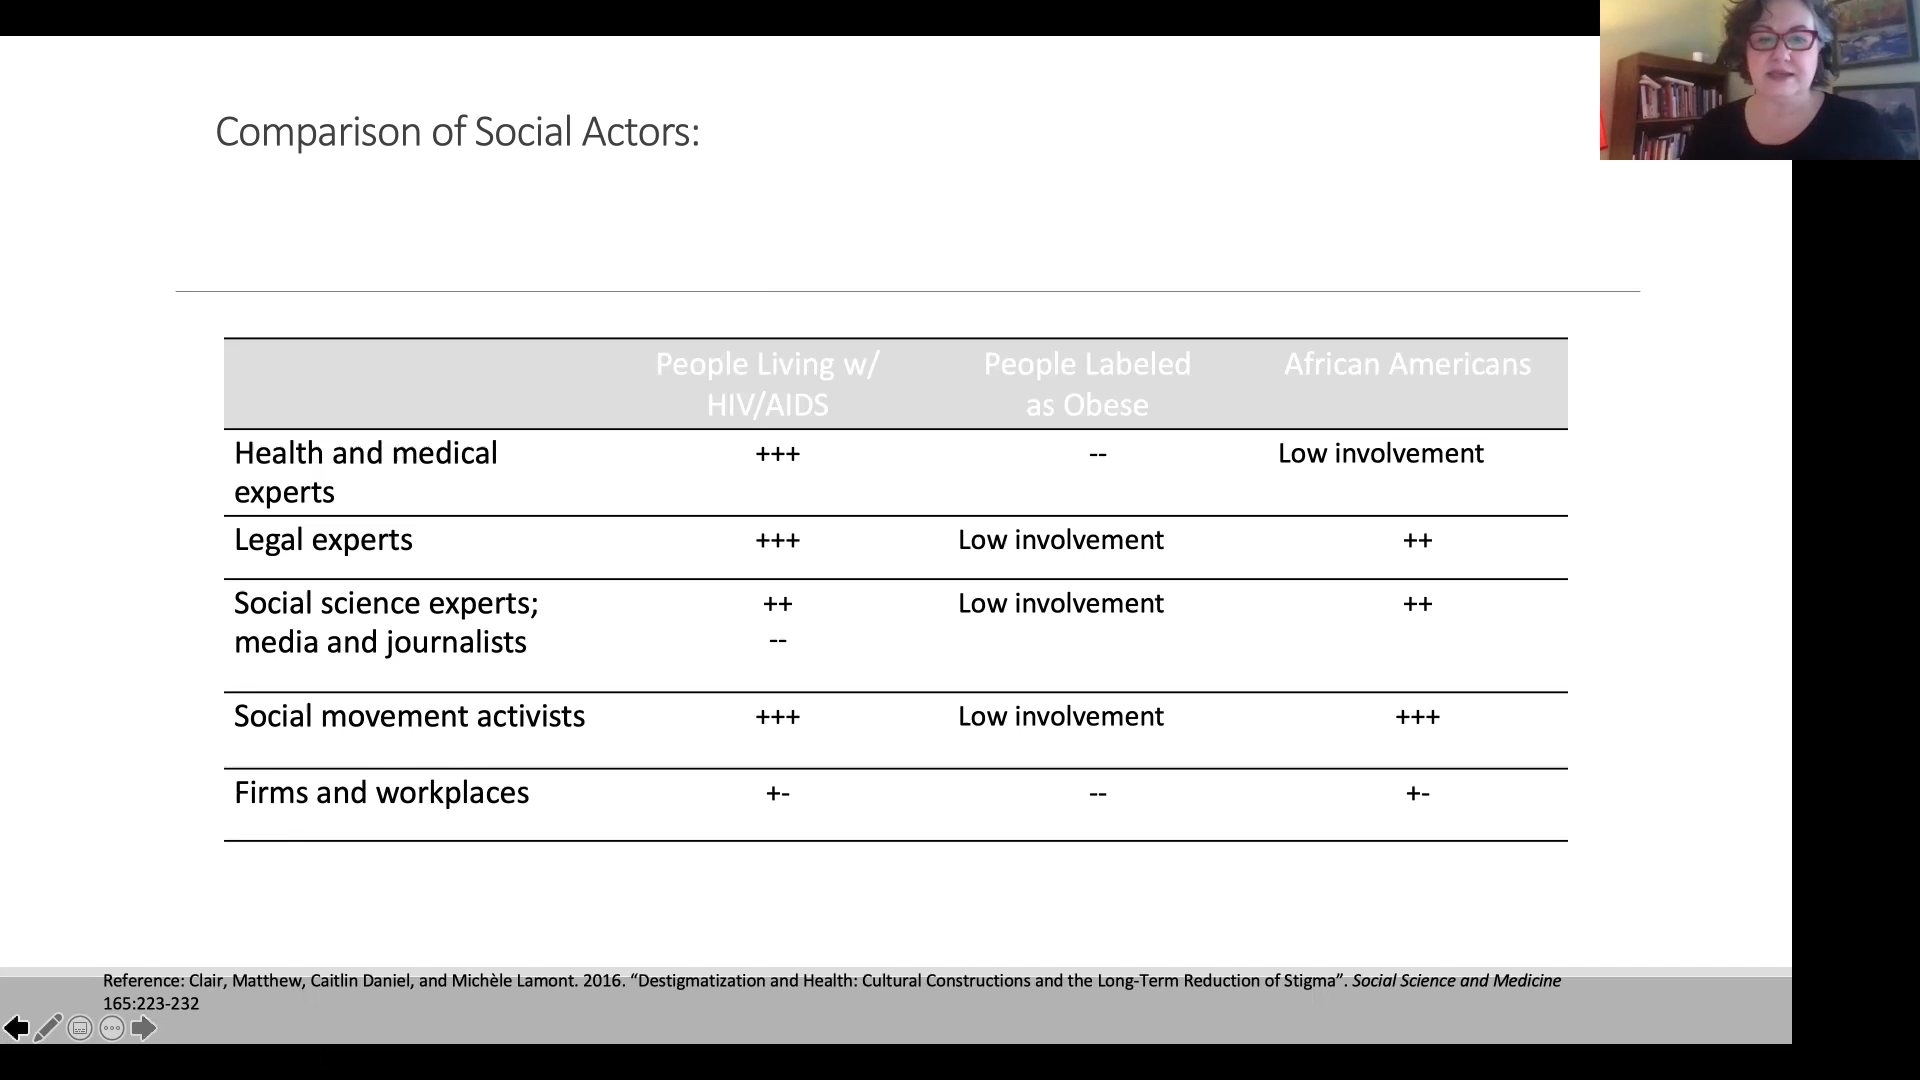 Comparison of Social Actors:
People Living w/ HIV/AIDS People Labeled as Obese African Americans
Health and medical experts +++ -- Low involvement
Legal experts +++ Low involvement ++
Social science experts; media and journalists ++ -- Low involvement ++
Social movement activists +++ Low involvement +++
Firms and workplaces +- -- +-
Reference: Clair, Matthew, Caitlin Daniel, and Michèle Lamont. 2016. “Destigmatization and Health: Cultural Constructions and the Long-Term Reduction of Stigma”. Social Science and Medicine
165:223-232